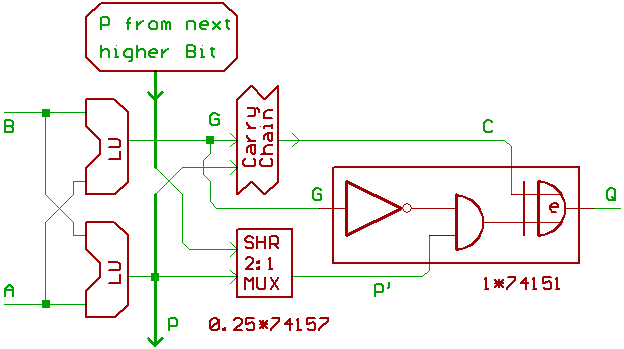 P from next
higher Bit
B
G
Carry
Chain
C
LU
G
e
Q
SHR
2:1
MUX
LU
A
P'
1*74151
P
0.25*74157